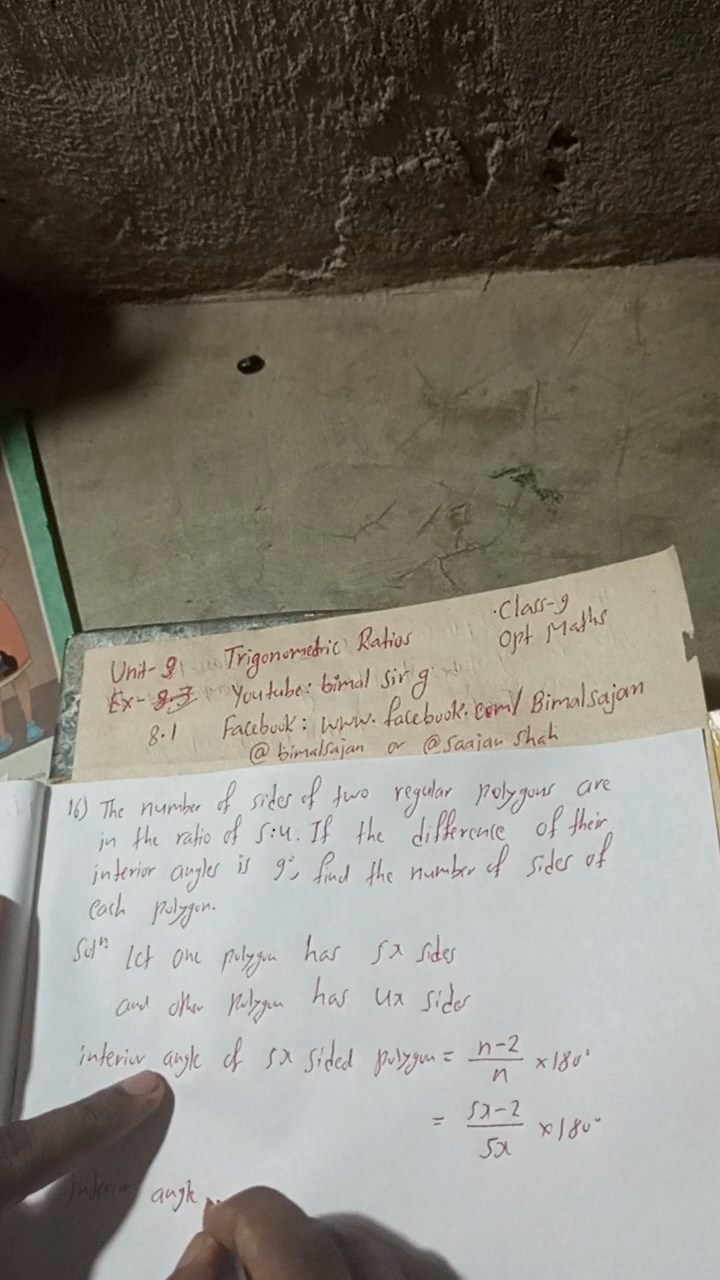 Unit-8 Trigonometric Ratios
·Class-9
Opt Maths
Ex- 8.3 Youtube: bimal sir g
8.1 Facebook: www.facebook.com/Bimalsajan
@bimalsajan or @saajan shah
16) The number of sides of two regular polygons are
in the ratio of 5:4. If the difference of their
interior angles is 9°, find the number of sides of
each polygon.
Solⁿ Let one polygon has 5x sides
and other polygon has 4x sides
interior angle of 5x sided polygon = n-2/n ×180°
= 5x-2/5x ×180°
Interior angle